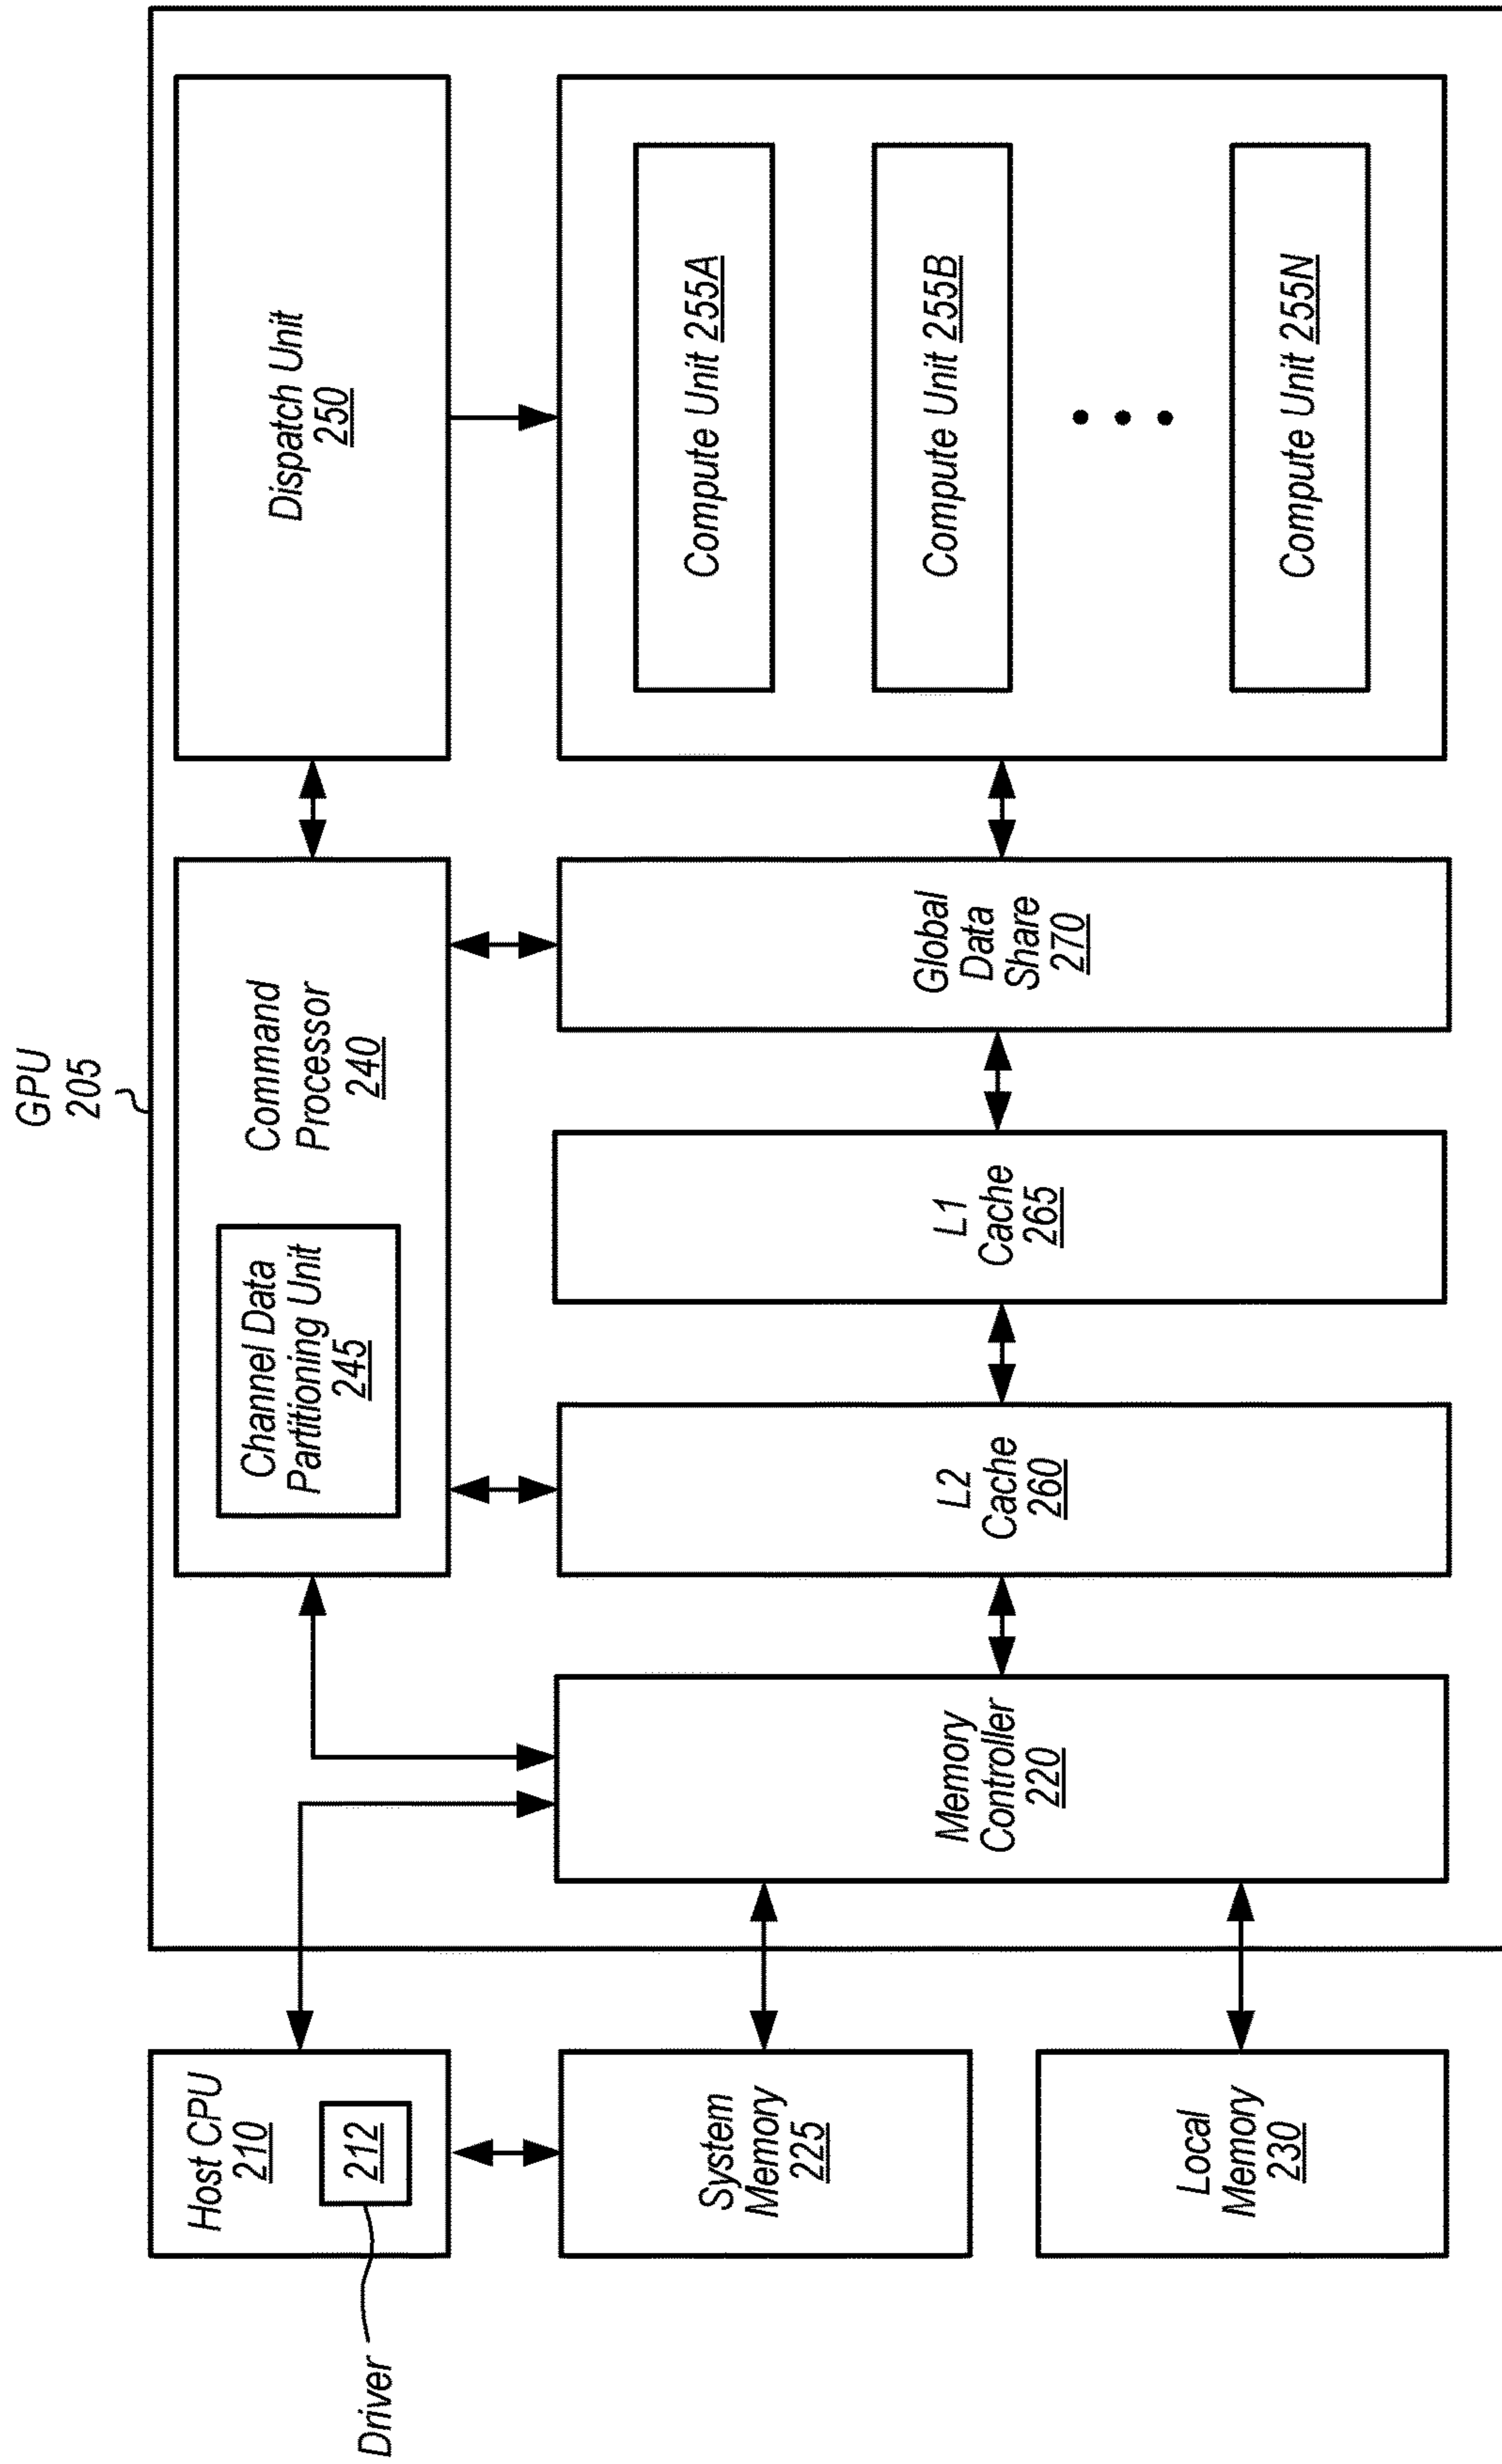 GPU
205
Host CPU
210
212
Driver
System
Memory
225
Local
Memory
230
Channel Data
Partitioning Unit
245
Command
Processor
240
Dispatch Unit
250
Memory
Controller
220
L2
Cache
260
L1
Cache
265
Global
Data
Share
270
Compute Unit 255A
Compute Unit 255B
Compute Unit 255N